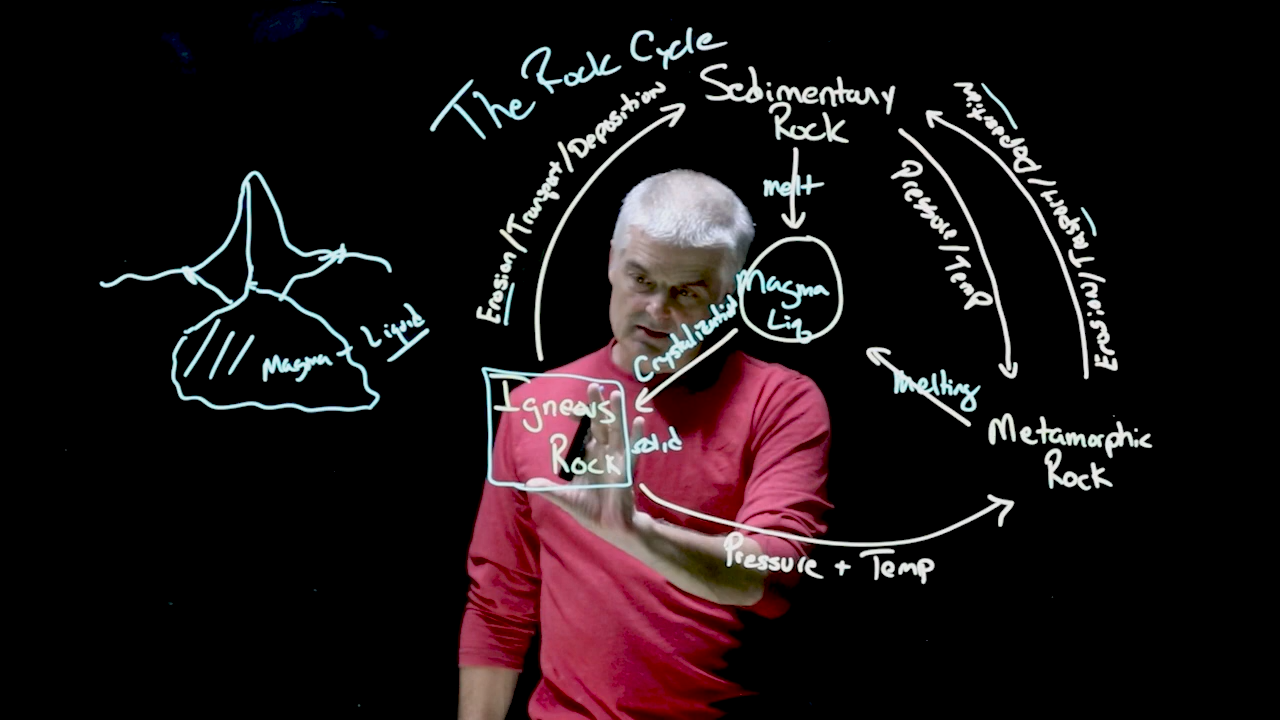 The Rock Cycle
Sedimentary
Rock
Erosion/Transport/Deposition
melt
Pressure/Temp
Erosion/Transport/Deposition
Magma
Liq
Crystalization
Magma - Liquid
Igneous
Rock
solid
Melting
Metamorphic
Rock
Pressure + Temp